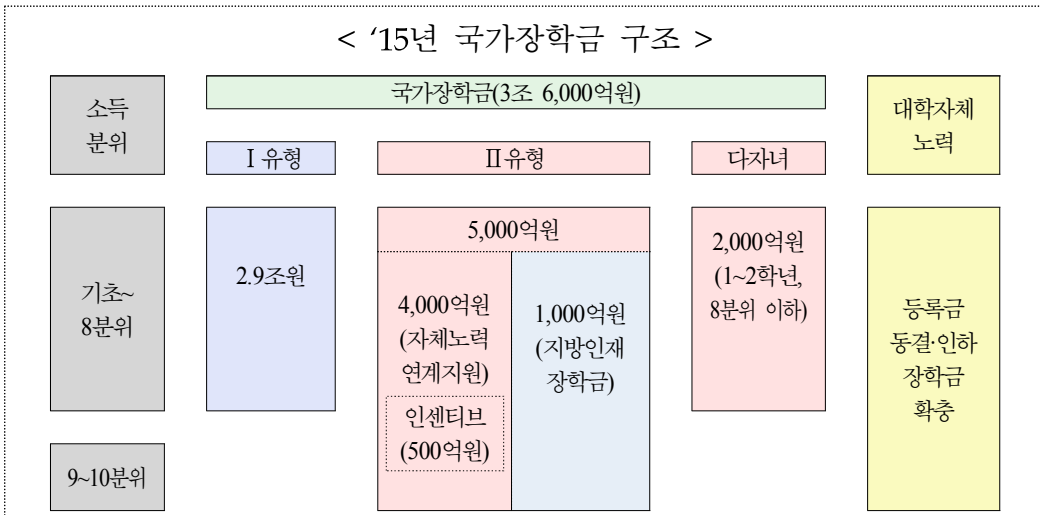 < ‘15년 국가장학금 구조 >
소득
분위
국가장학금(3조 6,000억원)
대학자체
노력
Ⅰ유형
Ⅱ유형
다자녀
기초~
8분위
2.9조원
5,000억원
4,000억원
(자체노력
연계지원)
인센티브
(500억원)
1,000억원
(지방인재
장학금)
2,000억원
(1~2학년,
8분위 이하)
등록금
동결·인하
장학금
확충
9~10분위